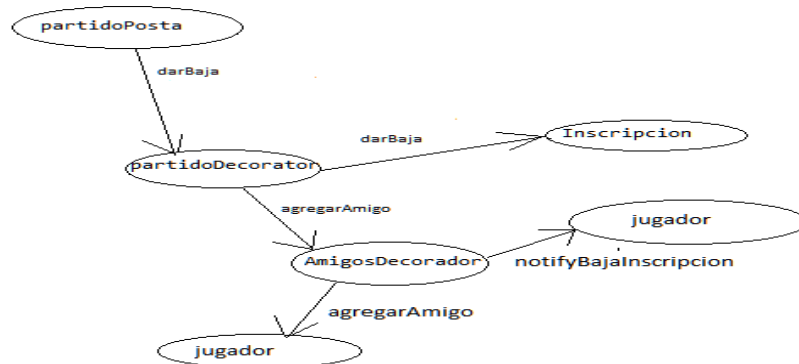 partidoPosta
darBaja
darBaja
Inscripcion
partidoDecorator
agregarAmigo
jugador
AmigosDecorador
notifyBajaInscripcion
agregarAmigo
jugador